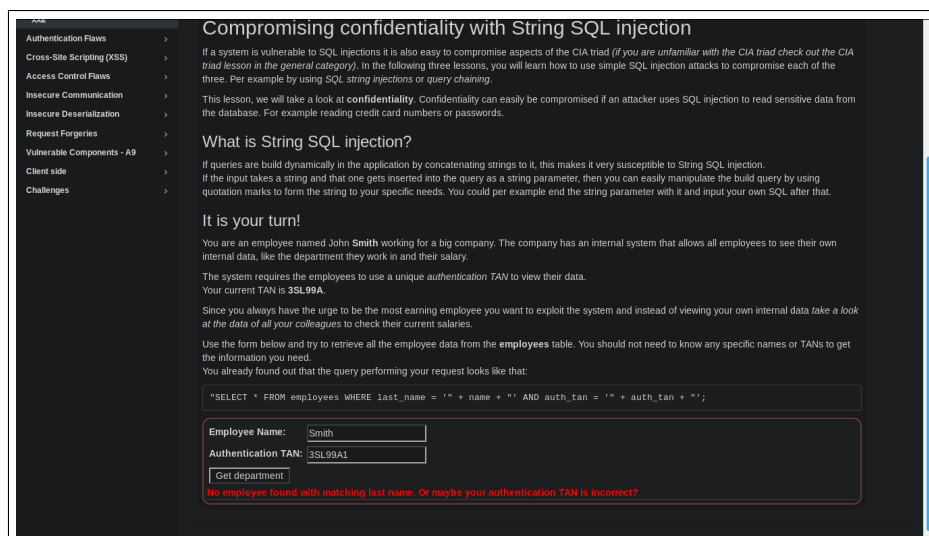 XXE
Authentication Flaws
Cross-Site Scripting (XSS)
Access Control Flaws
Insecure Communication
Insecure Deserialization
Request Forgeries
Vulnerable Components - A9
Client side
Challenges
Compromising confidentiality with String SQL injection
If a system is vulnerable to SQL injections it is also easy to compromise aspects of the CIA triad (if you are unfamiliar with the CIA triad check out the CIA
triad lesson in the general category). In the following three lessons, you will learn how to use simple SQL injection attacks to compromise each of the
three. Per example by using SQL string injections or query chaining.
This lesson, we will take a look at confidentiality. Confidentiality can easily be compromised if an attacker uses SQL injection to read sensitive data from
the database. For example reading credit card numbers or passwords.
What is String SQL injection?
If queries are build dynamically in the application by concatenating strings to it, this makes it very susceptible to String SQL injection.
If the input takes a string and that one gets inserted into the query as a string parameter, then you can easily manipulate the build query by using
quotation marks to form the string to your specific needs. You could per example end the string parameter with it and input your own SQL after that.
It is your turn!
You are an employee named John Smith working for a big company. The company has an internal system that allows all employees to see their own
internal data, like the department they work in and their salary.
The system requires the employees to use a unique authentication TAN to view their data.
Your current TAN is 3SL99A.
Since you always have the urge to be the most earning employee you want to exploit the system and instead of viewing your own internal data take a look
at the data of all your colleagues to check their current salaries.
Use the form below and try to retrieve all the employee data from the employees table. You should not need to know any specific names or TANs to get
the information you need.
You already found out that the query performing your request looks like that:
"SELECT * FROM employees WHERE last_name = '" + name + "' AND auth_tan = '" + auth_tan + "';
Employee Name: Smith
Authentication TAN: 3SL99A1
Get department
No employee found with matching last name. Or maybe your authentication TAN is incorrect?